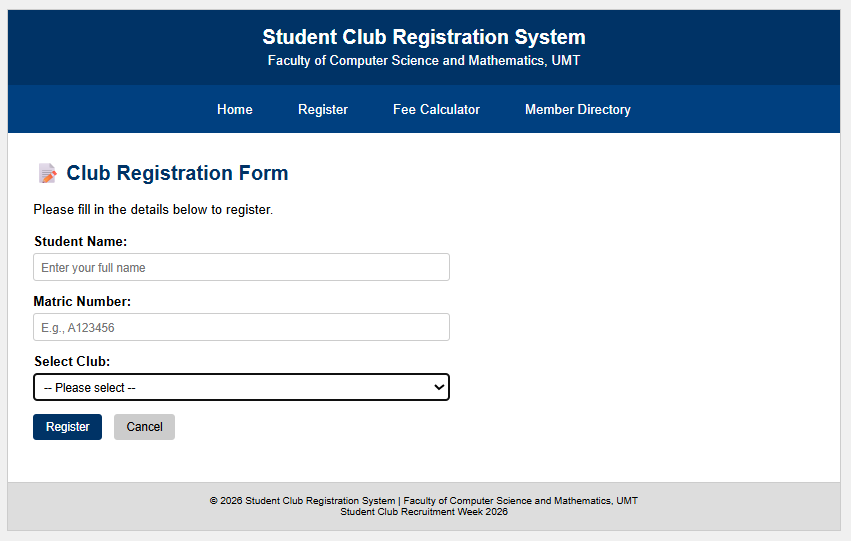 Student Club Registration System
Faculty of Computer Science and Mathematics, UMT
Home Register Fee Calculator Member Directory
Club Registration Form
Please fill in the details below to register.
Student Name:
Enter your full name
Matric Number:
E.g., A123456
Select Club:
-- Please select --
Register Cancel
© 2026 Student Club Registration System | Faculty of Computer Science and Mathematics, UMT
Student Club Recruitment Week 2026